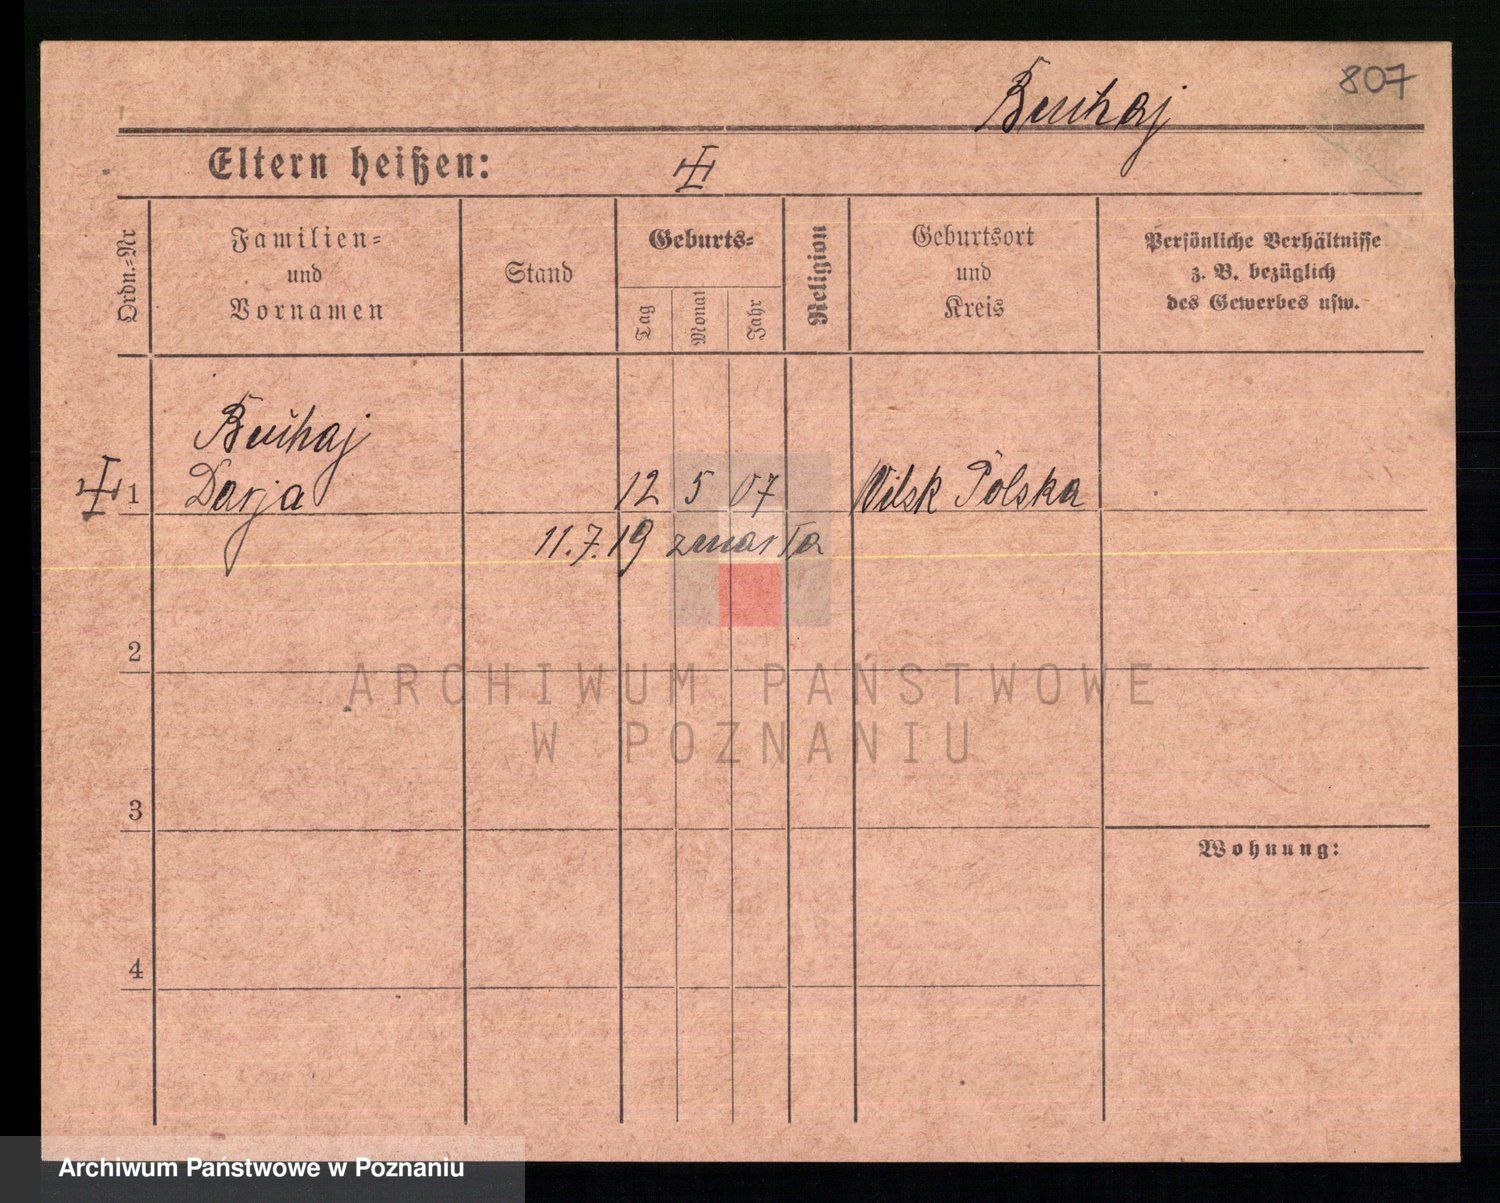 807
Bučhaj
Eltern heißen:
Ordn.=Nr
Familien=
und
Vornamen
Stand
Geburts=
Tag
Monat
Jahr
Religion
Geburtsort
und
Kreis
Persönliche Verhältnisse
z. B. bezüglich
des Gewerbes usw.
Bučhaj
1 Darja 12 5 07 Wilsk Polska
11.7.19 zmarła
2
ARCHIWUM PAŃSTWOWE
W POZNANIU
3
Wohnung:
4
Archiwum Państwowe w Poznaniu